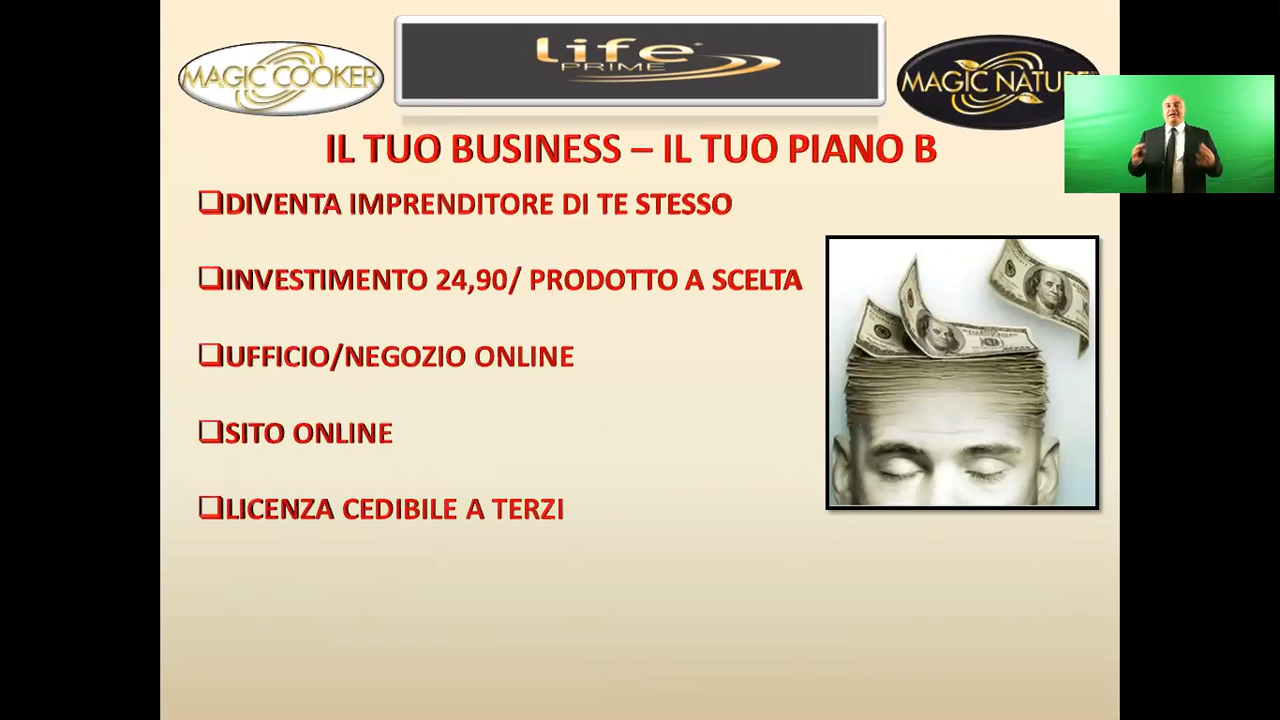 MAGIC COOKER
Life
PRIME
MAGIC NATURE
IL TUO BUSINESS – IL TUO PIANO B
DIVENTA IMPRENDITORE DI TE STESSO
INVESTIMENTO 24,90/ PRODOTTO A SCELTA
UFFICIO/NEGOZIO ONLINE
SITO ONLINE
LICENZA CEDIBILE A TERZI